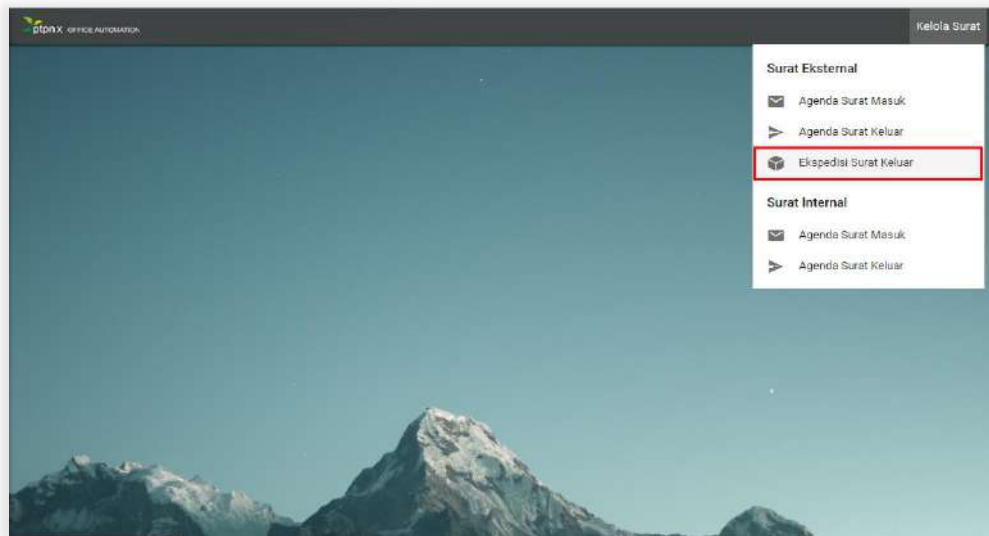 ptpnX OFFICE AUTOMATION
Kelola Surat
Surat Eksternal
Agenda Surat Masuk
Agenda Surat Keluar
Ekspedisi Surat Keluar
Surat Internal
Agenda Surat Masuk
Agenda Surat Keluar